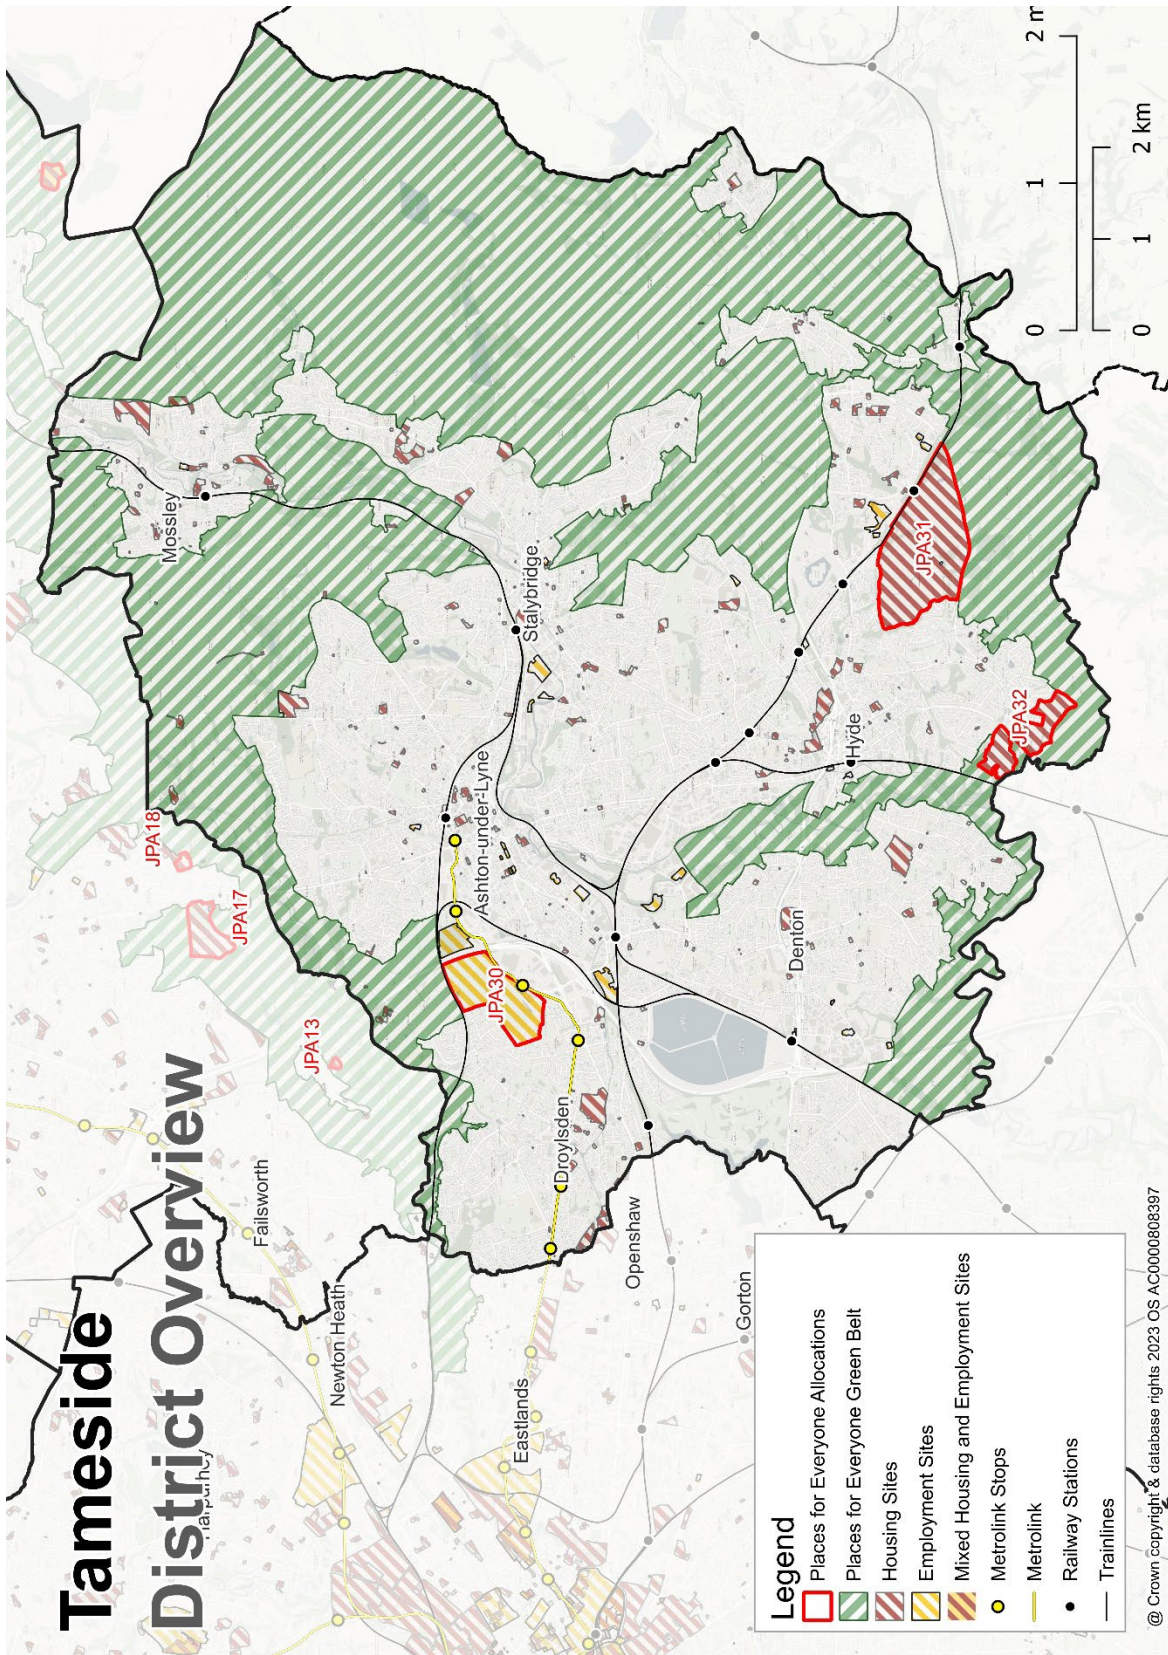 Tameside
District Overview
Harpurhey
Newton Heath
Failsworth
Eastlands
Openshaw
Gorton
Droylsden
Ashton-under-Lyne
Stalybridge
Mossley
Denton
Hyde
JPA13
JPA17
JPA18
JPA30
JPA31
JPA32
Legend
Places for Everyone Allocations
Places for Everyone Green Belt
Housing Sites
Employment Sites
Mixed Housing and Employment Sites
Metrolink Stops
Metrolink
Railway Stations
Trainlines
0 1 2 m
0 1 2 km
@ Crown copyright & database rights 2023 OS AC0000808397